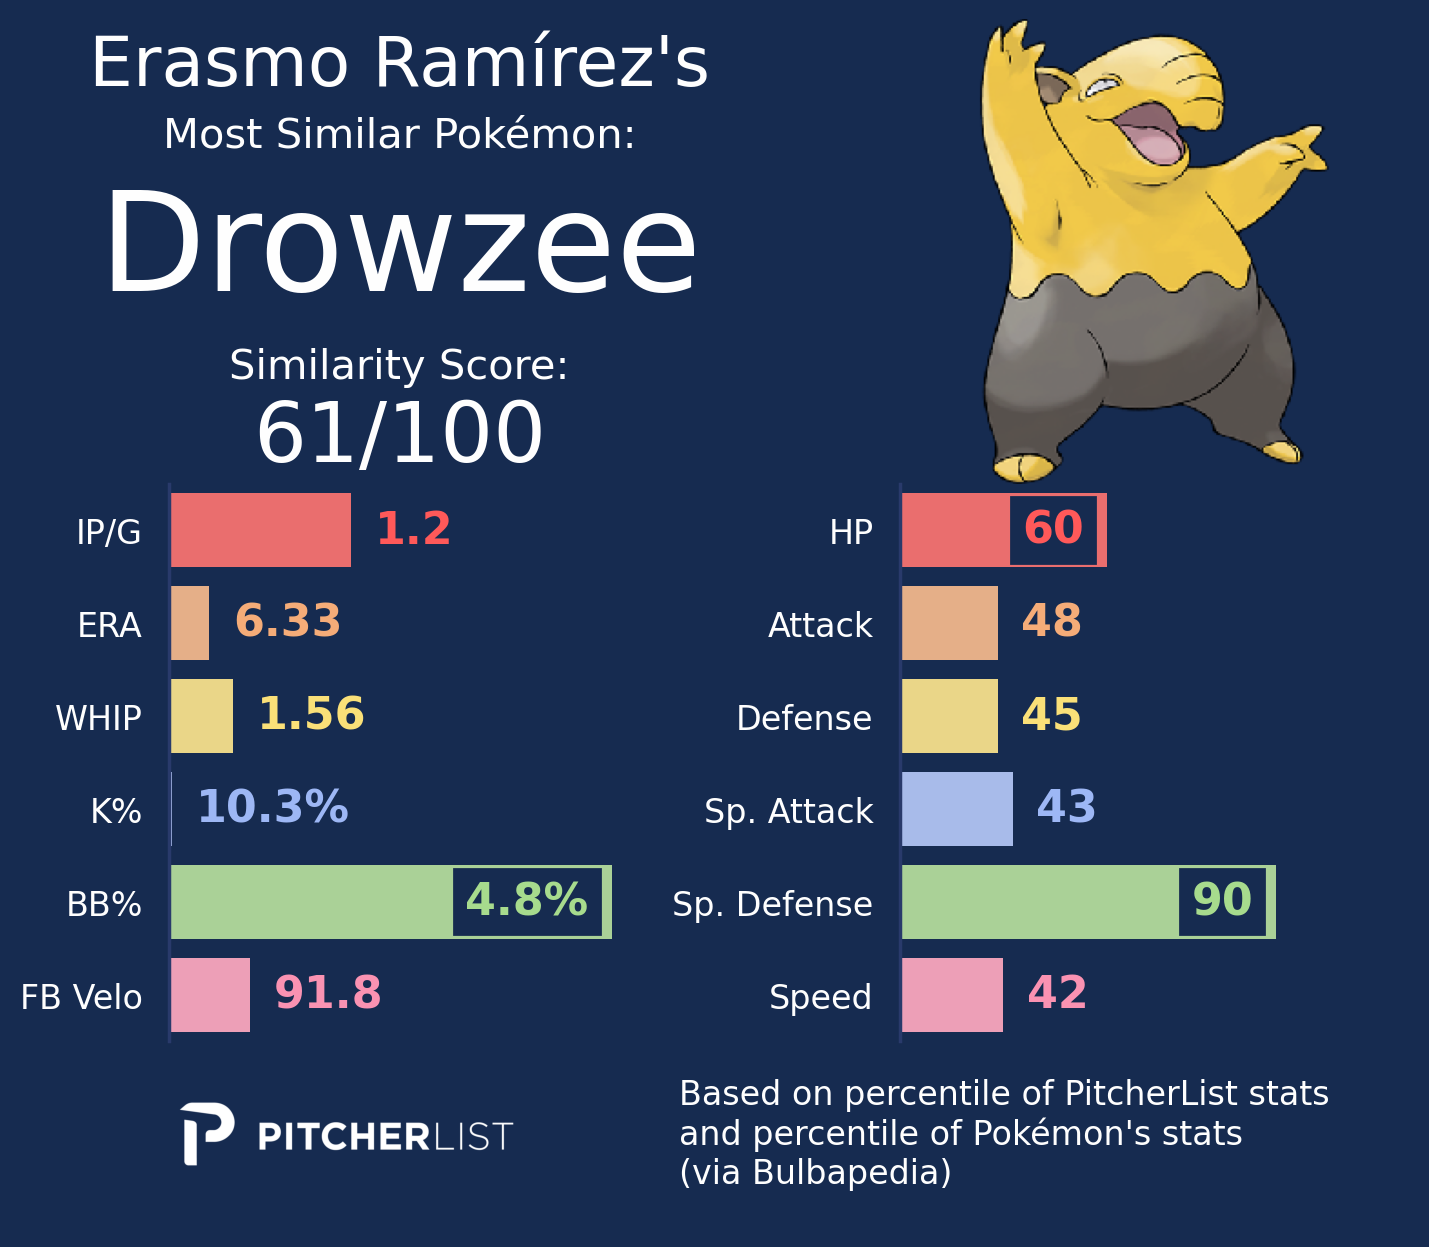 Erasmo Ramírez's
Most Similar Pokémon:
Drowzee
Similarity Score:
61/100
IP/G 1.2
ERA 6.33
WHIP 1.56
K% 10.3%
BB% 4.8%
FB Velo 91.8
HP 60
Attack 48
Defense 45
Sp. Attack 43
Sp. Defense 90
Speed 42
PITCHERLIST
Based on percentile of PitcherList stats
and percentile of Pokémon's stats
(via Bulbapedia)